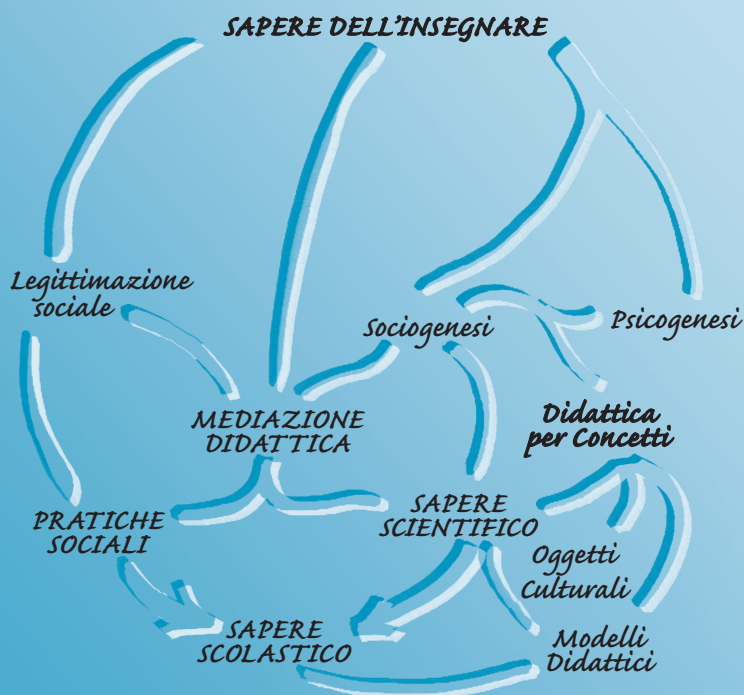 SAPERE DELL'INSEGNARE
Legittimazione
sociale
Sociogenesi
Psicogenesi
MEDIAZIONE
DIDATTICA
Didattica
per Concetti
PRATICHE
SOCIALI
SAPERE
SCIENTIFICO
Oggetti
Culturali
SAPERE
SCOLASTICO
Modelli
Didattici